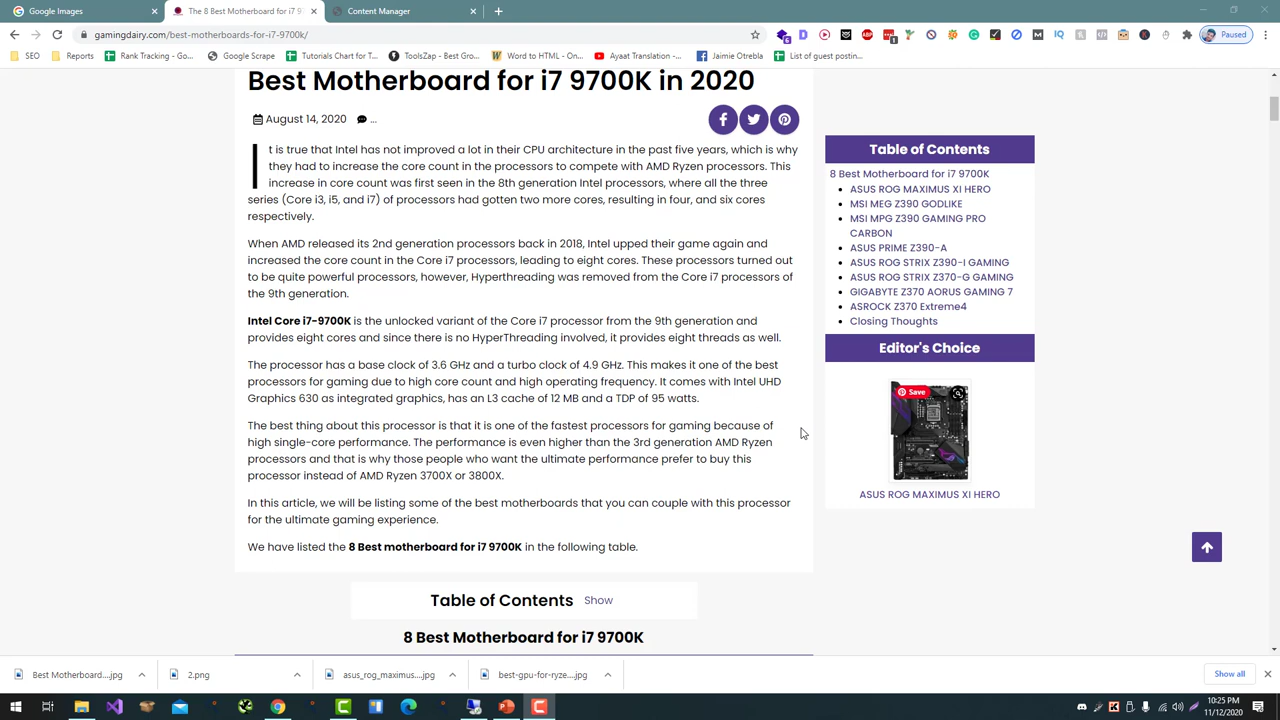 Google Images
The 8 Best Motherboard for i7 97
Content Manager
gamingdairy.com/best-motherboards-for-i7-9700k/
Paused
SEO
Reports
Rank Tracking - Go...
Google Scrape
Tutorials Chart for T...
ToolsZap - Best Gro...
Word to HTML - On...
Ayaat Translation -...
Jaimie Otrebla
List of guest postin...
Best Motherboard for i7 9700K in 2020
August 14, 2020 ...
It is true that Intel has not improved a lot in their CPU architecture in the past five years, which is why
they had to increase the core count in the processors to compete with AMD Ryzen processors. This
increase in core count was first seen in the 8th generation Intel processors, where all the three
series (Core i3, i5, and i7) of processors had gotten two more cores, resulting in four, and six cores
respectively.
When AMD released its 2nd generation processors back in 2018, Intel upped their game again and
increased the core count in the Core i7 processors, leading to eight cores. These processors turned out
to be quite powerful processors, however, Hyperthreading was removed from the Core i7 processors of
the 9th generation.
Intel Core i7-9700K is the unlocked variant of the Core i7 processor from the 9th generation and
provides eight cores and since there is no HyperThreading involved, it provides eight threads as well.
The processor has a base clock of 3.6 GHz and a turbo clock of 4.9 GHz. This makes it one of the best
processors for gaming due to high core count and high operating frequency. It comes with Intel UHD
Graphics 630 as integrated graphics, has an L3 cache of 12 MB and a TDP of 95 watts.
The best thing about this processor is that it is one of the fastest processors for gaming because of
high single-core performance. The performance is even higher than the 3rd generation AMD Ryzen
processors and that is why those people who want the ultimate performance prefer to buy this
processor instead of AMD Ryzen 3700X or 3800X.
In this article, we will be listing some of the best motherboards that you can couple with this processor
for the ultimate gaming experience.
We have listed the 8 Best motherboard for i7 9700K in the following table.
Table of Contents Show
8 Best Motherboard for i7 9700K
Table of Contents
8 Best Motherboard for i7 9700K
ASUS ROG MAXIMUS XI HERO
MSI MEG Z390 GODLIKE
MSI MPG Z390 GAMING PRO
CARBON
ASUS PRIME Z390-A
ASUS ROG STRIX Z390-I GAMING
ASUS ROG STRIX Z370-G GAMING
GIGABYTE Z370 AORUS GAMING 7
ASROCK Z370 Extreme4
Closing Thoughts
Editor's Choice
Save
ASUS ROG MAXIMUS XI HERO
Best Motherboard....jpg
2.png
asus_rog_maximus....jpg
best-gpu-for-ryze....jpg
Show all
10:25 PM
11/12/2020